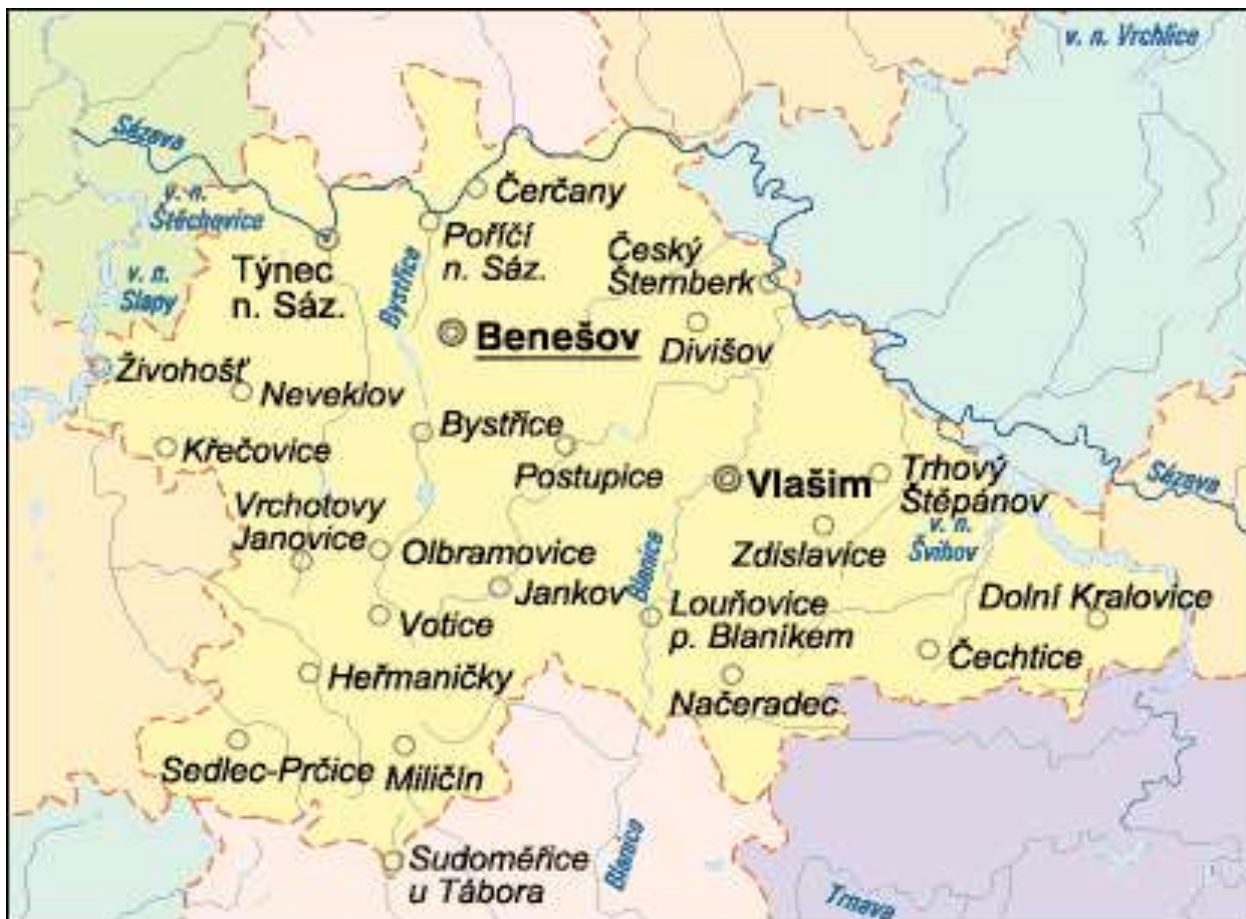 v. n. Vrchlice
Sázava
v. n.
Štěchovice
Čerčany
Poříčí
n. Sáz.
Český
Šternberk
Týnec
n. Sáz.
v. n.
Slapy
Bystřice
Benešov
Divišov
Živohošť
Neveklov
Bystřice
Křečovice
Postupice
Vlašim
Trhový
Štěpánov
Sázava
Vrchotovy
Janovice
Olbramovice
Zdislavice
v. n.
Švihov
Jankov
Blanice
Votice
Louňovice
p. Blaníkem
Dolní Kralovice
Čechtice
Heřmaničky
Načeradec
Sedlec-Prčice
Miličín
Sudoměřice
u Tábora
Blanice
Trnava